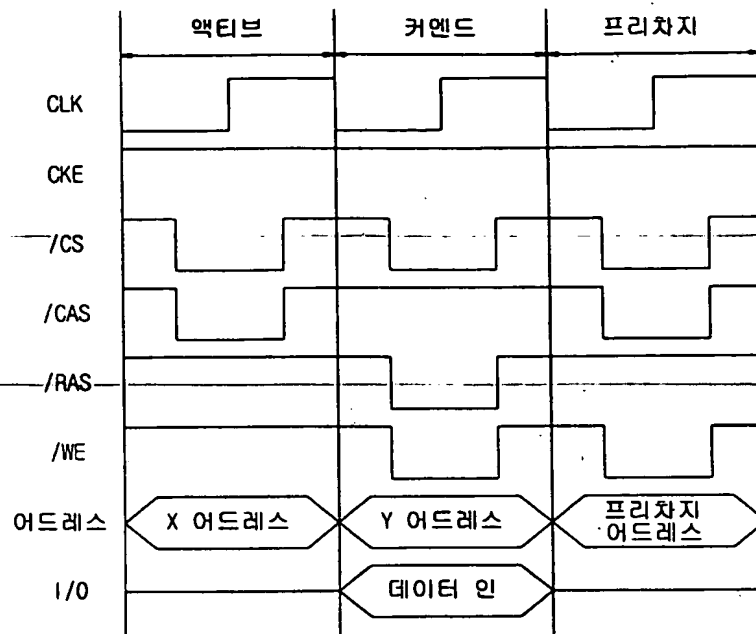 액티브 커맨드 프리차지
CLK
CKE
/CS
/CAS
/RAS
/WE
어드레스 X 어드레스 Y 어드레스 프리차지
어드레스
I/O 데이터 인